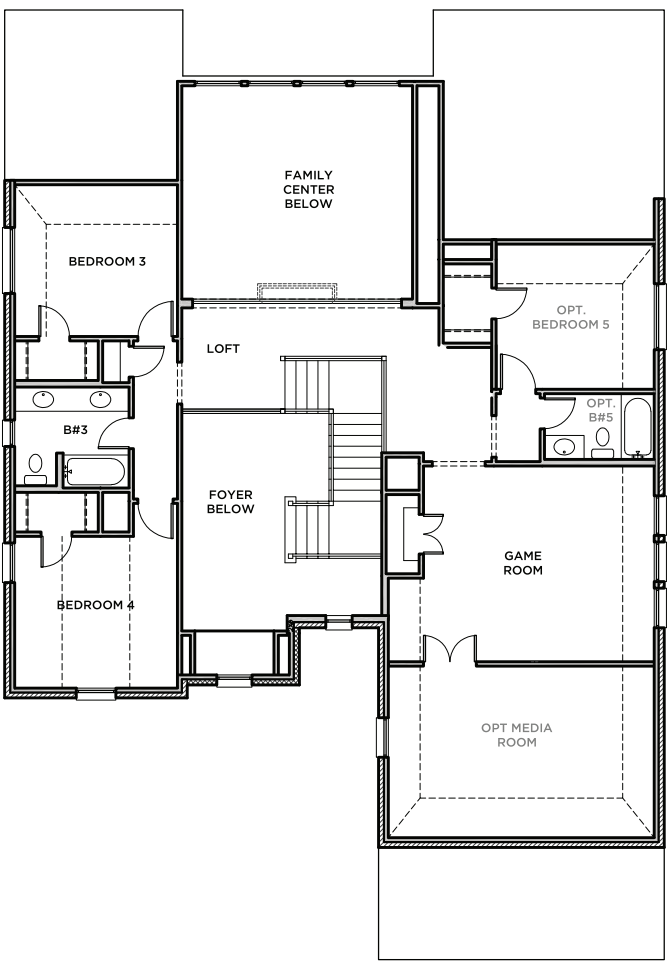 FAMILY
CENTER
BELOW
BEDROOM 3
OPT.
BEDROOM 5
LOFT
OPT.
B#5
B#3
FOYER
BELOW
GAME
ROOM
BEDROOM 4
OPT MEDIA
ROOM